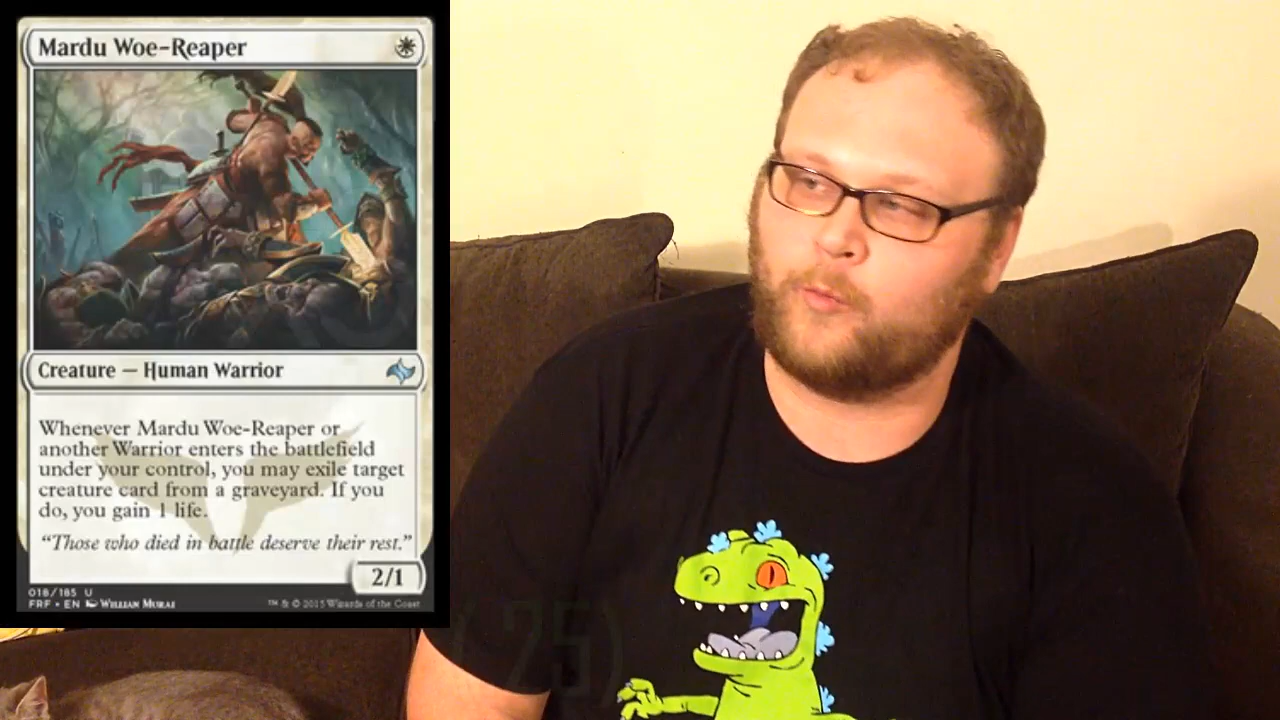 Mardu Woe-Reaper
Creature — Human Warrior
Whenever Mardu Woe-Reaper or
another Warrior enters the battlefield
under your control, you may exile target
creature card from a graveyard. If you
do, you gain 1 life.
“Those who died in battle deserve their rest.”
2/1
018/185 U
FRF • EN Willian Murai
™ & © 2015 Wizards of the Coast
25)